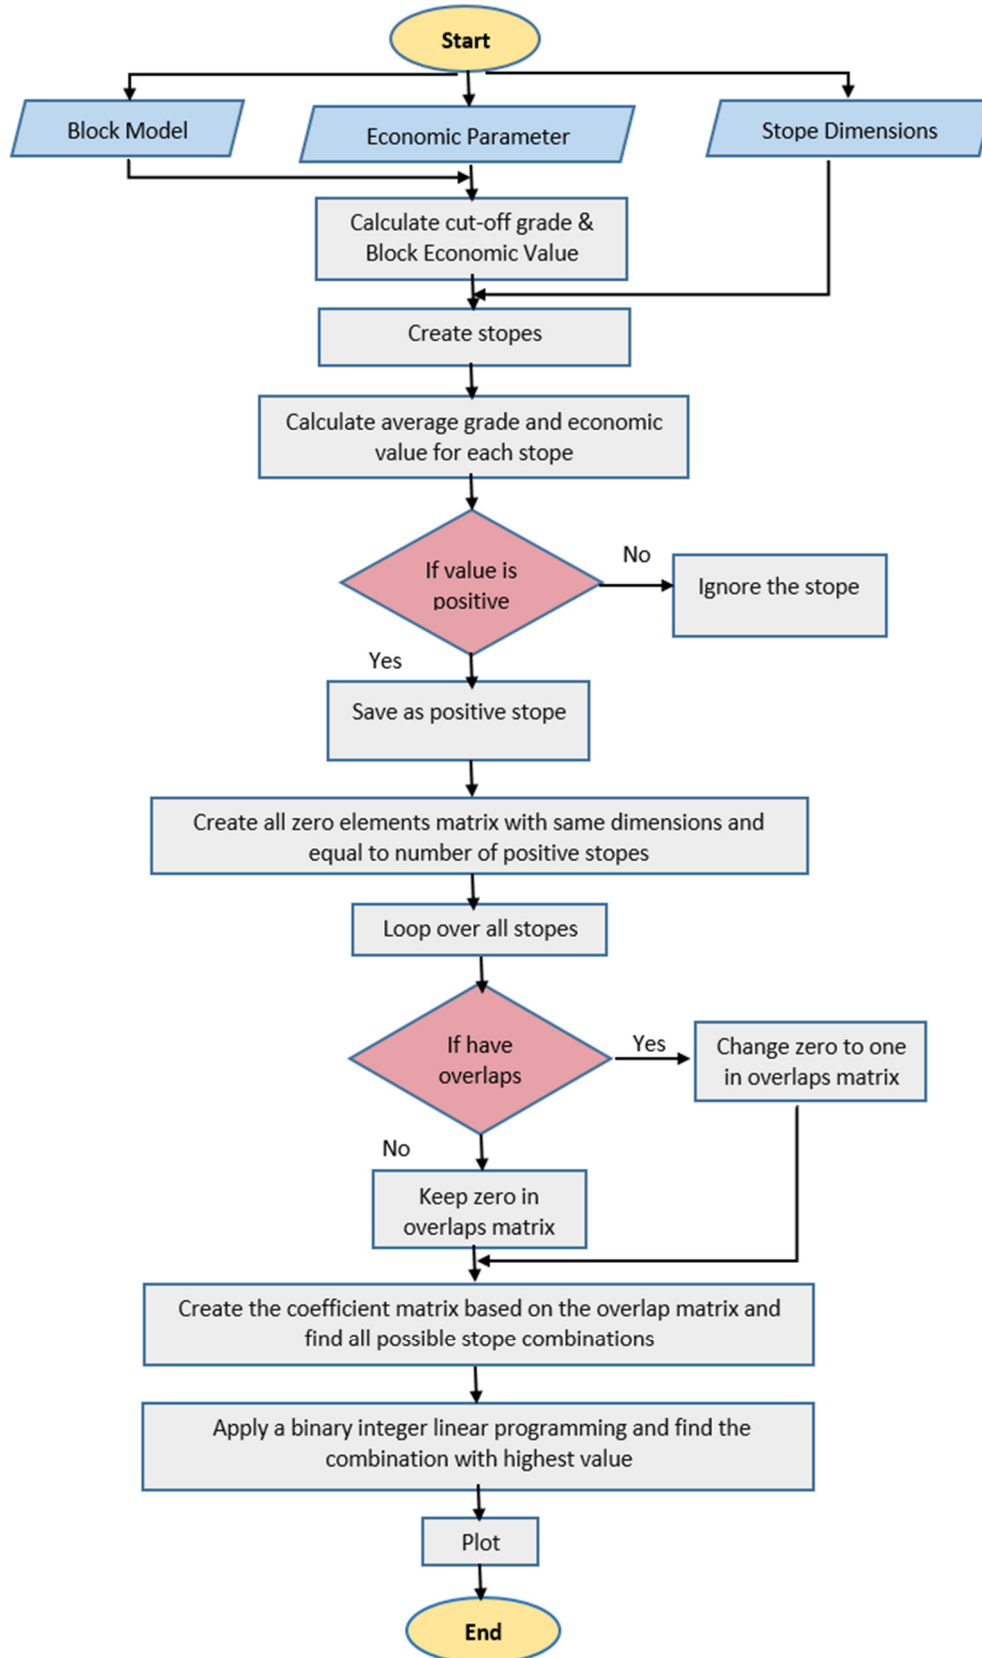 Start
Block Model
Economic Parameter
Stope Dimensions
Calculate cut-off grade &
Block Economic Value
Create stopes
Calculate average grade and economic
value for each stope
If value is
positive
No
Ignore the stope
Yes
Save as positive stope
Create all zero elements matrix with same dimensions and
equal to number of positive stopes
Loop over all stopes
If have
overlaps
Yes
Change zero to one
in overlaps matrix
No
Keep zero in
overlaps matrix
Create the coefficient matrix based on the overlap matrix and
find all possible stope combinations
Apply a binary integer linear programming and find the
combination with highest value
Plot
End